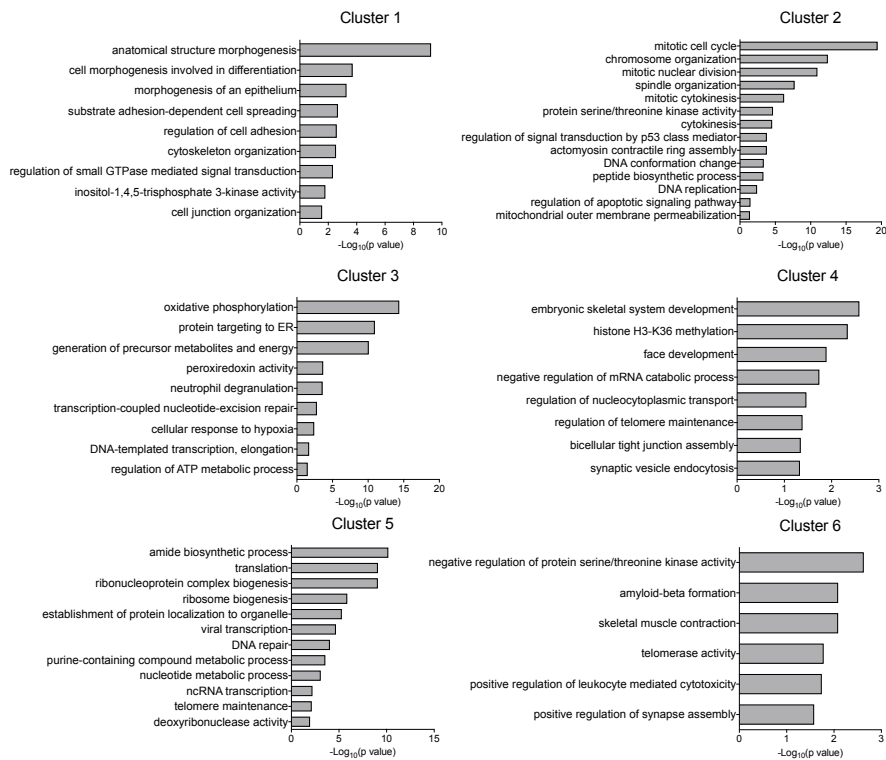 Cluster 1
anatomical structure morphogenesis
cell morphogenesis involved in differentiation
morphogenesis of an epithelium
substrate adhesion-dependent cell spreading
regulation of cell adhesion
cytoskeleton organization
regulation of small GTPase mediated signal transduction
inositol-1,4,5-trisphosphate 3-kinase activity
cell junction organization
0 2 4 6 8 10
-Log10(p value)
Cluster 2
mitotic cell cycle
chromosome organization
mitotic nuclear division
spindle organization
mitotic cytokinesis
protein serine/threonine kinase activity
cytokinesis
regulation of signal transduction by p53 class mediator
actomyosin contractile ring assembly
DNA conformation change
peptide biosynthetic process
DNA replication
regulation of apoptotic signaling pathway
mitochondrial outer membrane permeabilization
0 5 10 15 20
-Log10(p value)
Cluster 3
oxidative phosphorylation
protein targeting to ER
generation of precursor metabolites and energy
peroxiredoxin activity
neutrophil degranulation
transcription-coupled nucleotide-excision repair
cellular response to hypoxia
DNA-templated transcription, elongation
regulation of ATP metabolic process
0 5 10 15 20
-Log10(p value)
Cluster 4
embryonic skeletal system development
histone H3-K36 methylation
face development
negative regulation of mRNA catabolic process
regulation of nucleocytoplasmic transport
regulation of telomere maintenance
bicellular tight junction assembly
synaptic vesicle endocytosis
0 1 2 3
-Log10(p value)
Cluster 5
amide biosynthetic process
translation
ribonucleoprotein complex biogenesis
ribosome biogenesis
establishment of protein localization to organelle
viral transcription
DNA repair
purine-containing compound metabolic process
nucleotide metabolic process
ncRNA transcription
telomere maintenance
deoxyribonuclease activity
0 5 10 15
-Log10(p value)
Cluster 6
negative regulation of protein serine/threonine kinase activity
amyloid-beta formation
skeletal muscle contraction
telomerase activity
positive regulation of leukocyte mediated cytotoxicity
positive regulation of synapse assembly
0 1 2 3
-Log10(p value)